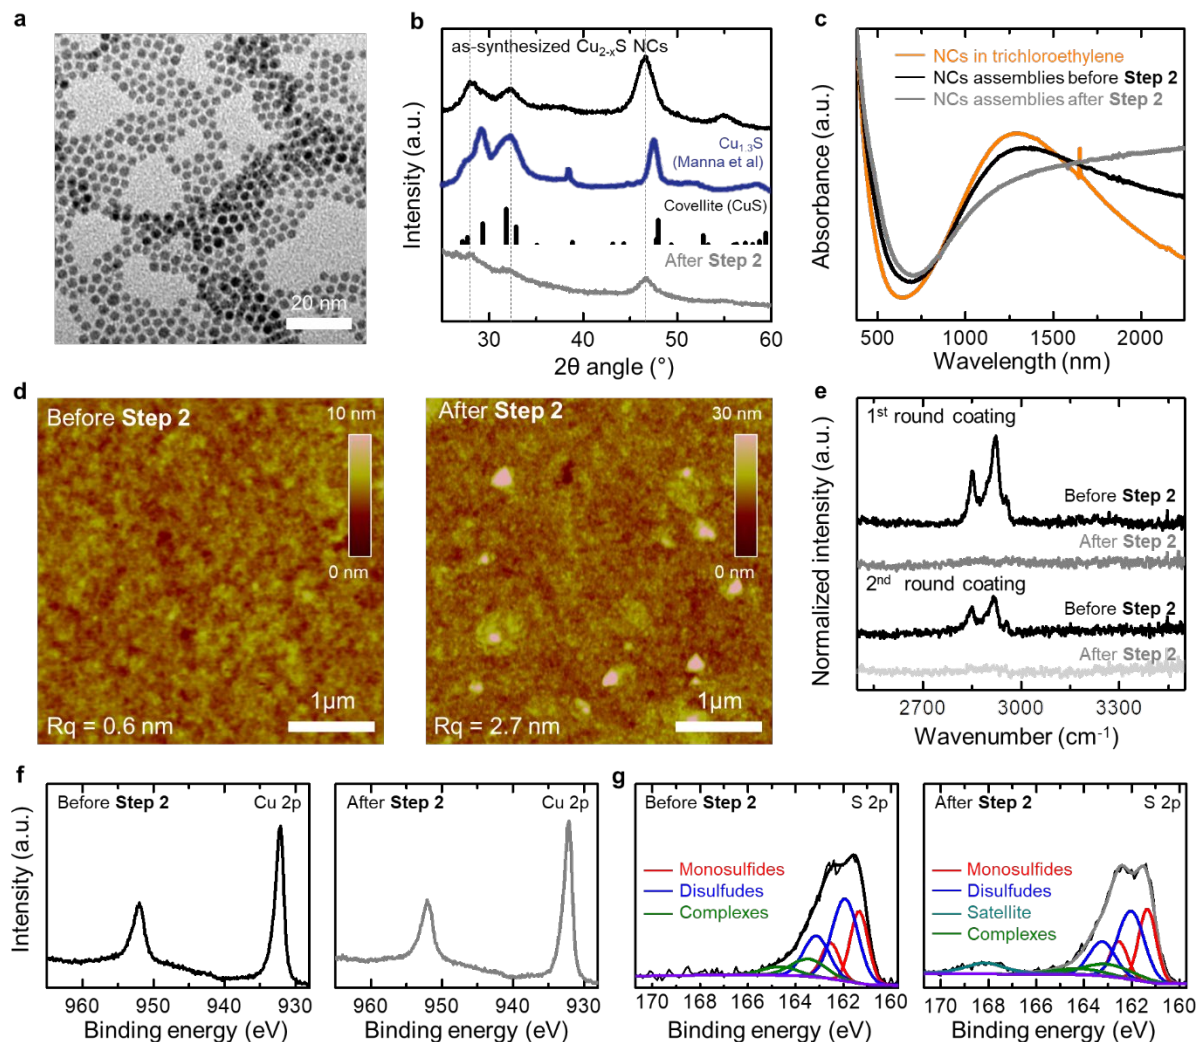 a
20 nm
b
as-synthesized Cu2-xS NCs
Cu1.3S
(Manna et al)
Covellite (CuS)
After Step 2
Intensity (a.u.)
30 40 50 60
2θ angle (°)
c
NCs in trichloroethylene
NCs assemblies before Step 2
NCs assemblies after Step 2
Absorbance (a.u.)
500 1000 1500 2000
Wavelength (nm)
d
Before Step 2
10 nm
0 nm
1μm
Rq = 0.6 nm
After Step 2
30 nm
0 nm
1μm
Rq = 2.7 nm
e
1st round coating
Before Step 2
After Step 2
2nd round coating
Before Step 2
After Step 2
Normalized intensity (a.u.)
2700 3000 3300
Wavenumber (cm-1)
f
Before Step 2 Cu 2p
Intensity (a.u.)
960 950 940 930
Binding energy (eV)
After Step 2 Cu 2p
960 950 940 930
Binding energy (eV)
g
Before Step 2 S 2p
Monosulfides
Disulfudes
Complexes
170 168 166 164 162 160
Binding energy (eV)
After Step 2 S 2p
Monosulfides
Disulfudes
Satellite
Complexes
170 168 166 164 162 160
Binding energy (eV)